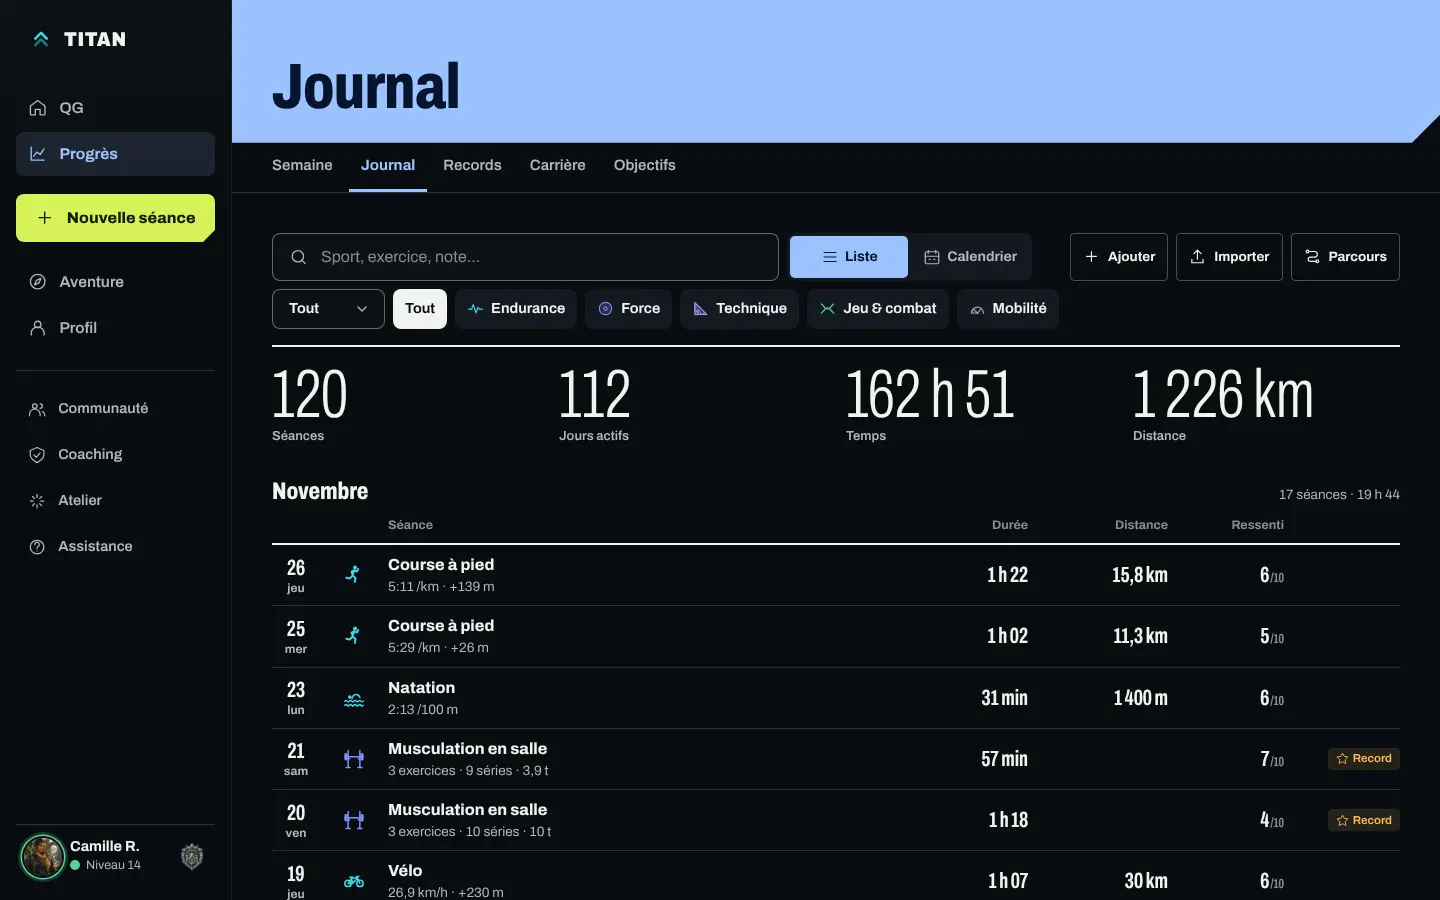 TITAN
QG
Progrès
Nouvelle séance
Aventure
Profil
Communauté
Coaching
Atelier
Assistance
Camille R.
Niveau 14
Journal
Semaine Journal Records Carrière Objectifs
Sport, exercice, note...
Liste Calendrier
Ajouter Importer Parcours
Tout Tout Endurance Force Technique Jeu & combat Mobilité
120 112 162 h 51 1 226 km
Séances Jours actifs Temps Distance
Novembre 17 séances · 19 h 44
Séance Durée Distance Ressenti
26 jeu
Course à pied
5:11 /km · +139 m
1 h 22 15,8 km 6/10
25 mer
Course à pied
5:29 /km · +26 m
1 h 02 11,3 km 5/10
23 lun
Natation
2:13 /100 m
31 min 1 400 m 6/10
21 sam
Musculation en salle
3 exercices · 9 séries · 3,9 t
57 min 7/10 Record
20 ven
Musculation en salle
3 exercices · 10 séries · 10 t
1 h 18 4/10 Record
19 jeu
Vélo
26,9 km/h · +230 m
1 h 07 30 km 6/10